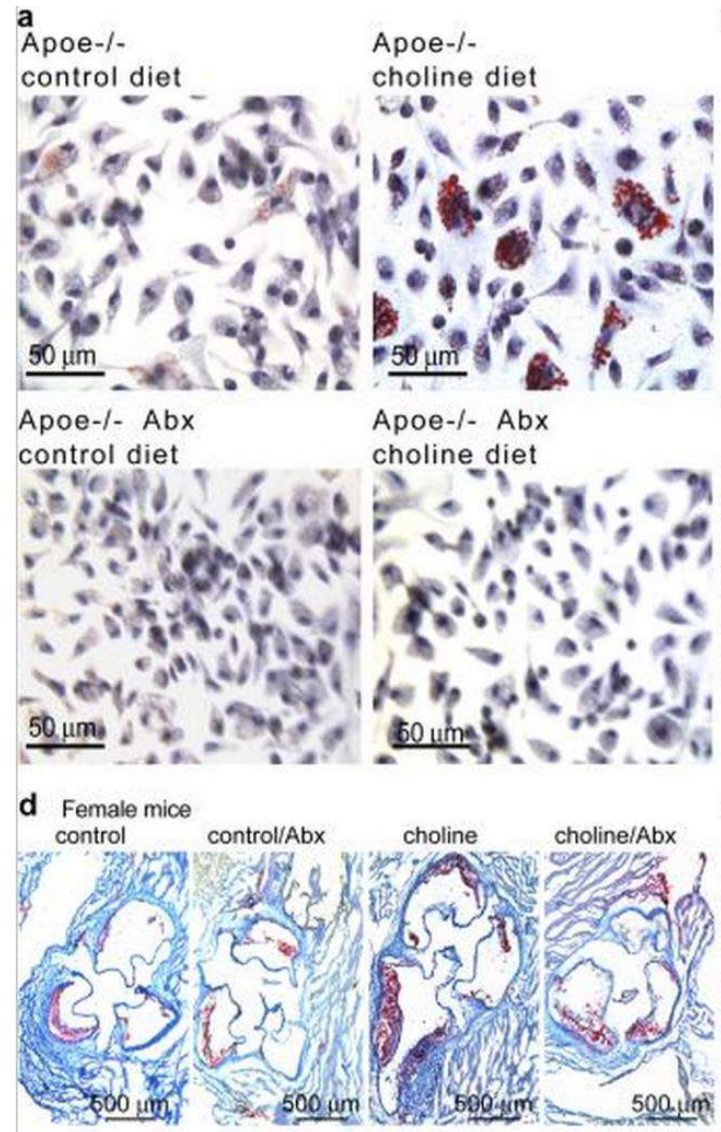 a
Apoe-/-
control diet
Apoe-/-
choline diet
50 μm
50 μm
Apoe-/- Abx
control diet
Apoe-/- Abx
choline diet
50 μm
50 μm
d
Female mice
control
control/Abx
choline
choline/Abx
500 μm
500 μm
500 μm
500 μm